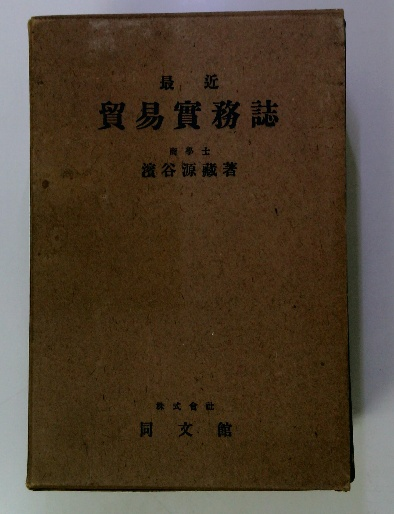 最近
貿易實務誌
商學士
濱谷源藏著
株式會社
同文館